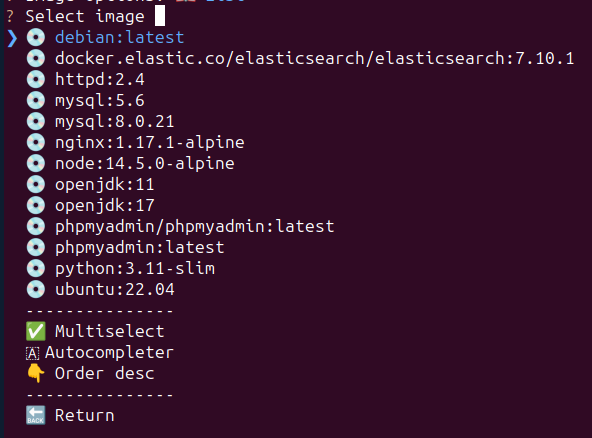 ? Select image
❯ debian:latest
docker.elastic.co/elasticsearch/elasticsearch:7.10.1
httpd:2.4
mysql:5.6
mysql:8.0.21
nginx:1.17.1-alpine
node:14.5.0-alpine
openjdk:11
openjdk:17
phpmyadmin/phpmyadmin:latest
phpmyadmin:latest
python:3.11-slim
ubuntu:22.04
---------------
✅ Multiselect
🇦 Autocompleter
👇 Order desc
---------------
🔙 Return